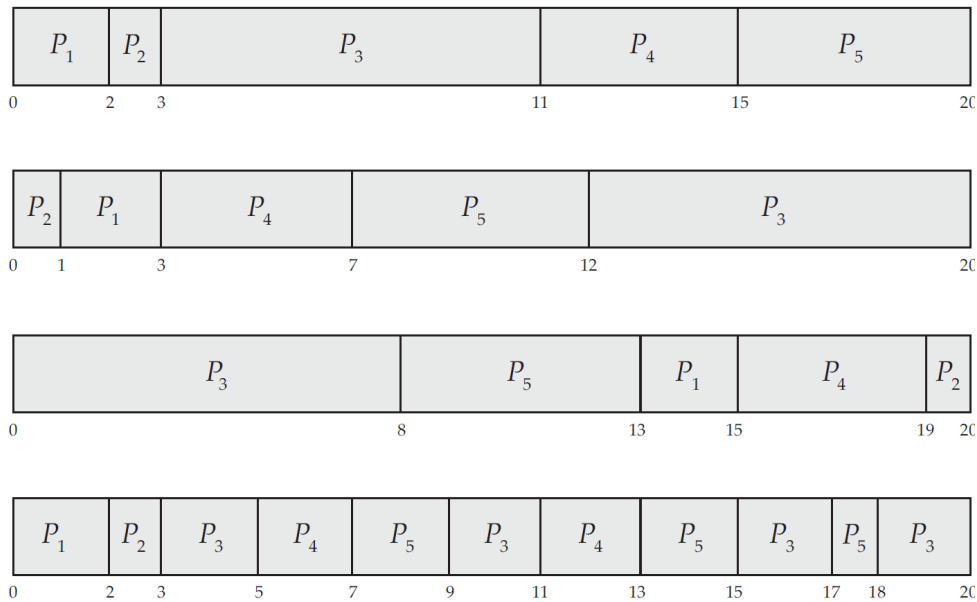 P₁ P₂ P₃ P₄ P₅
0 2 3 11 15 20
P₂ P₁ P₄ P₅ P₃
0 1 3 7 12 20
P₃ P₅ P₁ P₄ P₂
0 8 13 15 19 20
P₁ P₂ P₃ P₄ P₅ P₃ P₄ P₅ P₃ P₅ P₃
0 2 3 5 7 9 11 13 15 17 18 20